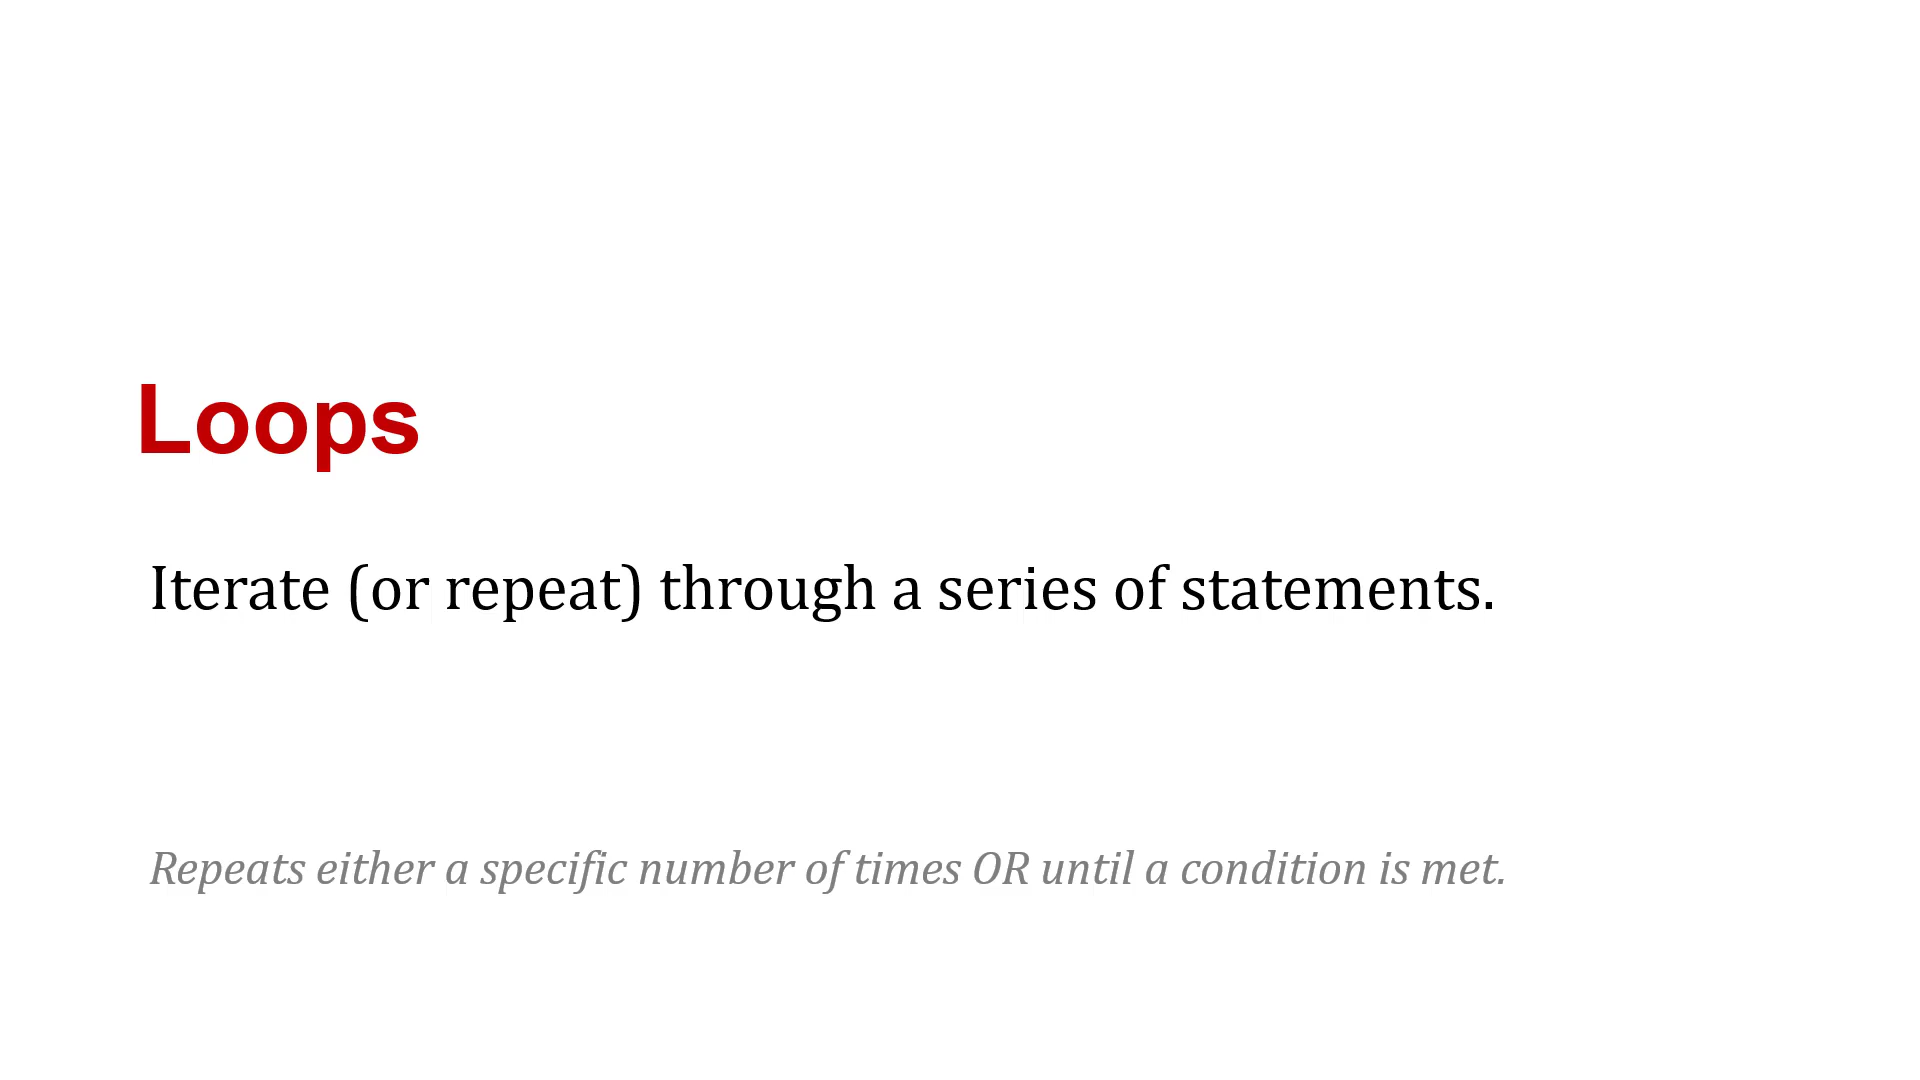 Loops
Iterate (or repeat) through a series of statements.
Repeats either a specific number of times OR until a condition is met.